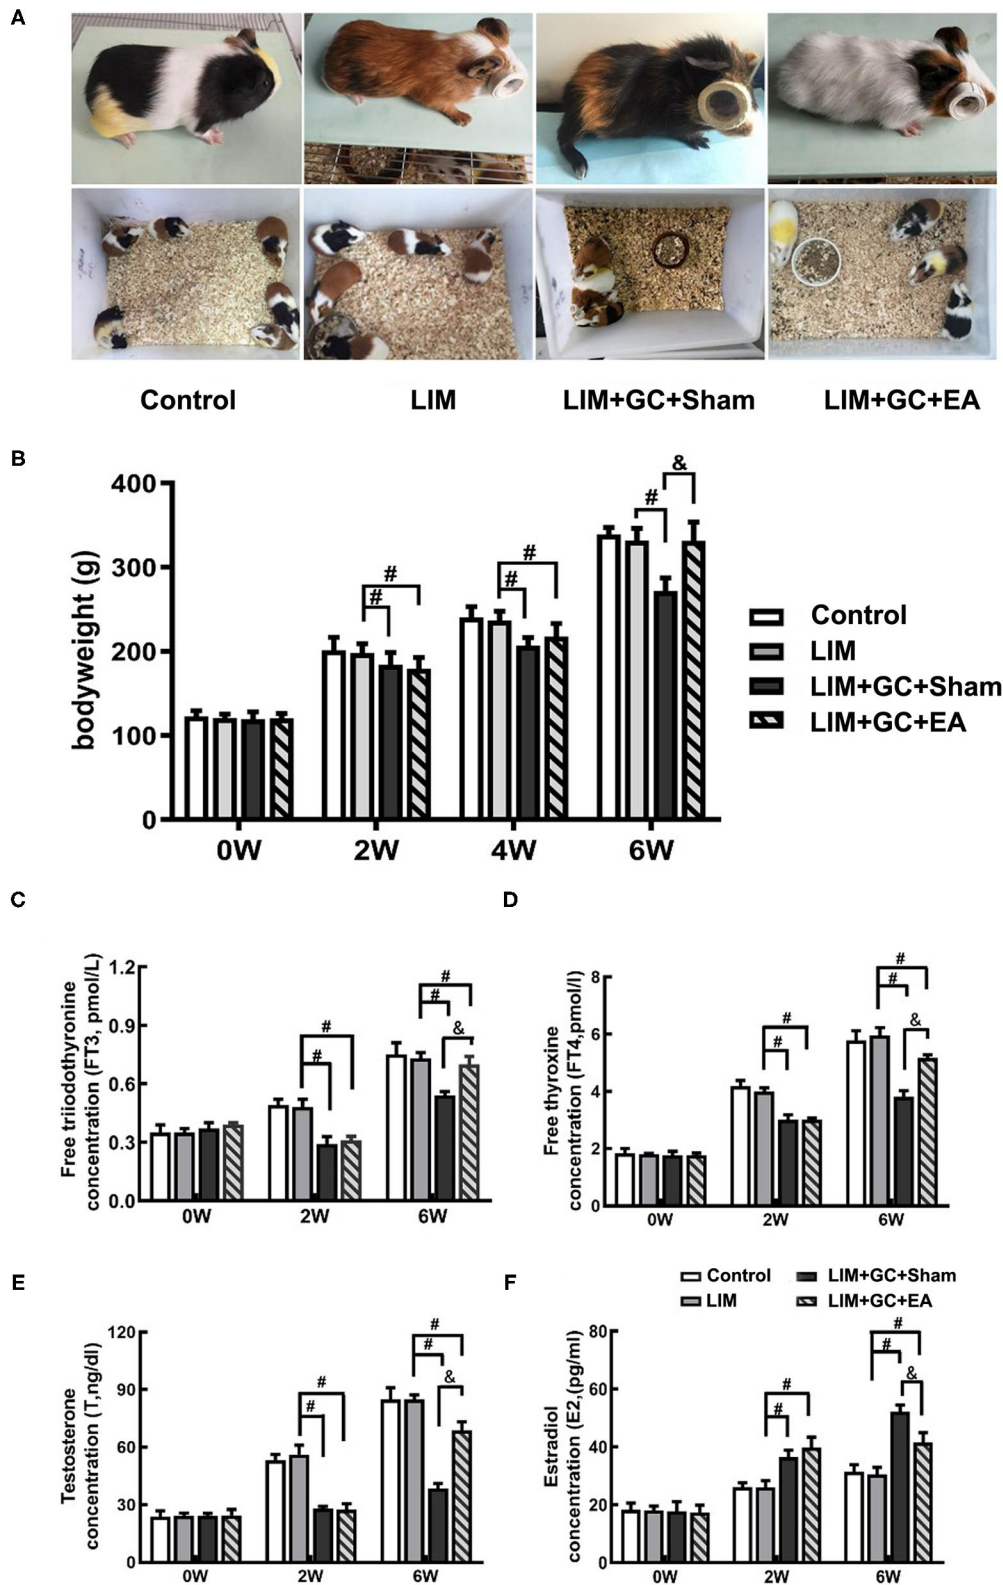 A
Control LIM LIM+GC+Sham LIM+GC+EA
B
bodyweight (g)
400
300
200
100
0
&
#
#
#
#
#
0W 2W 4W 6W
Control
LIM
LIM+GC+Sham
LIM+GC+EA
C
Free triiodothyronine
concentration (FT3, pmol/L)
1.2
0.9
0.6
0.3
0.0
#
#
#
#
&
0W 2W 6W
D
Free thyroxine
concentration (FT4,pmol/l)
8
6
4
2
0
#
#
#
#
&
0W 2W 6W
E
Testosterone
concentration (T,ng/dl)
120
90
60
30
0
#
#
#
#
&
0W 2W 6W
F
Control LIM+GC+Sham
LIM LIM+GC+EA
Estradiol
concentration (E2,(pg/ml)
80
60
40
20
0
#
#
#
#
&
0W 2W 6W